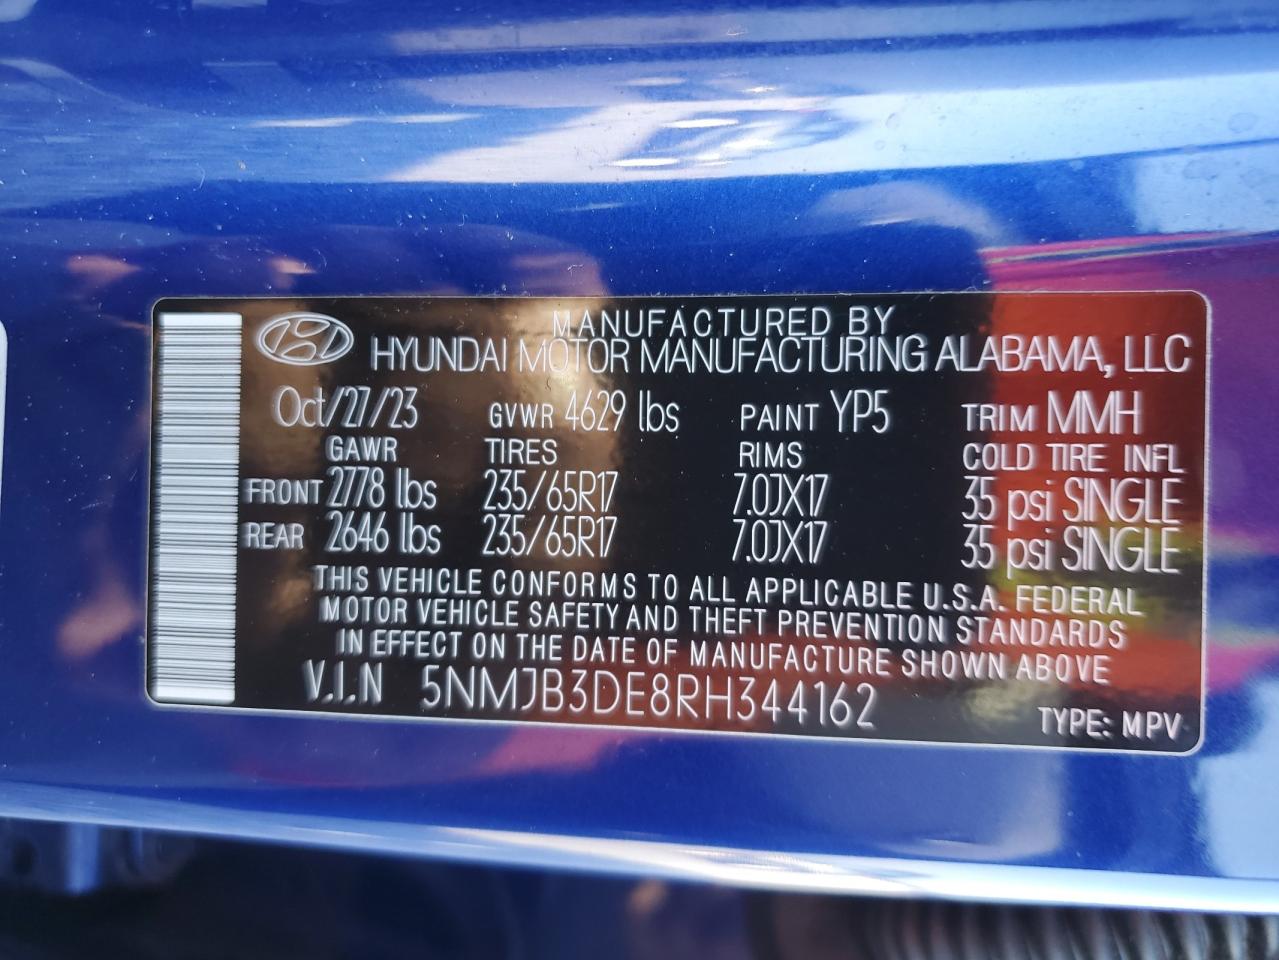 MANUFACTURED BY
HYUNDAI MOTOR MANUFACTURING ALABAMA, LLC
Oct/27/23 GVWR 4629 lbs PAINT YP5 TRIM MMH
GAWR TIRES RIMS COLD TIRE INFL
FRONT 2778 lbs 235/65R17 7.0JX17 35 psi SINGLE
REAR 2646 lbs 235/65R17 7.0JX17 35 psi SINGLE
THIS VEHICLE CONFORMS TO ALL APPLICABLE U.S.A. FEDERAL
MOTOR VEHICLE SAFETY AND THEFT PREVENTION STANDARDS
IN EFFECT ON THE DATE OF MANUFACTURE SHOWN ABOVE
V.I.N 5NMJB3DE8RH344162
TYPE: MPV